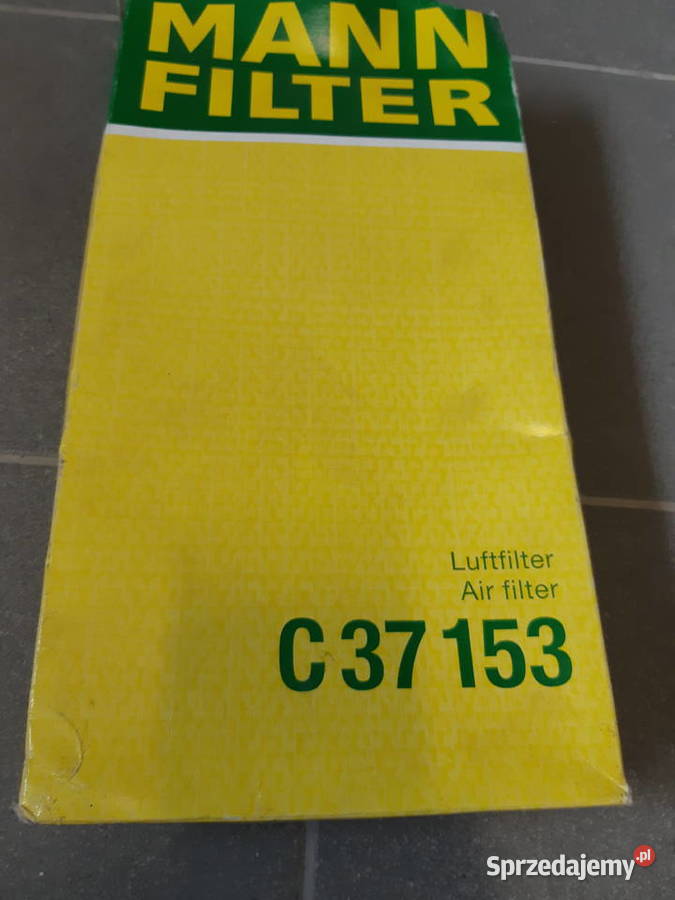 MANN
FILTER
Luftfilter
Air filter
C 37 153
Sprzedajemy.pl